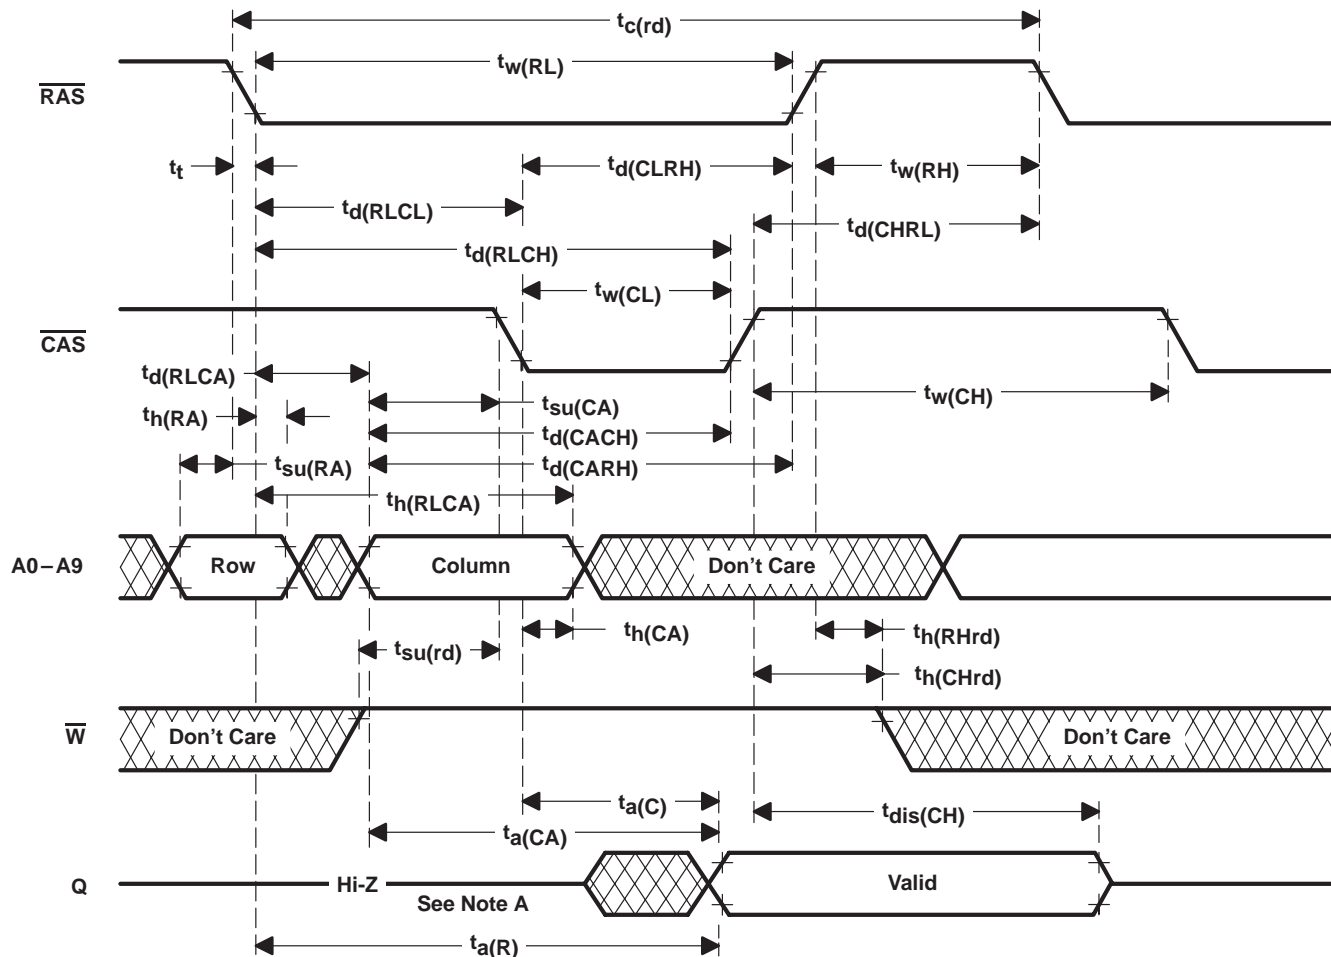 tc(rd)
RAS
tw(RL)
tt
td(CLRH)
tw(RH)
td(RLCL)
td(CHRL)
td(RLCH)
tw(CL)
CAS
td(RLCA)
tw(CH)
th(RA)
tsu(CA)
td(CACH)
tsu(RA)
td(CARH)
th(RLCA)
A0–A9
Row
Column
Don't Care
th(CA)
th(RHrd)
tsu(rd)
th(CHrd)
W
Don't Care
Don't Care
ta(C)
tdis(CH)
ta(CA)
Q
Hi-Z
Valid
See Note A
ta(R)